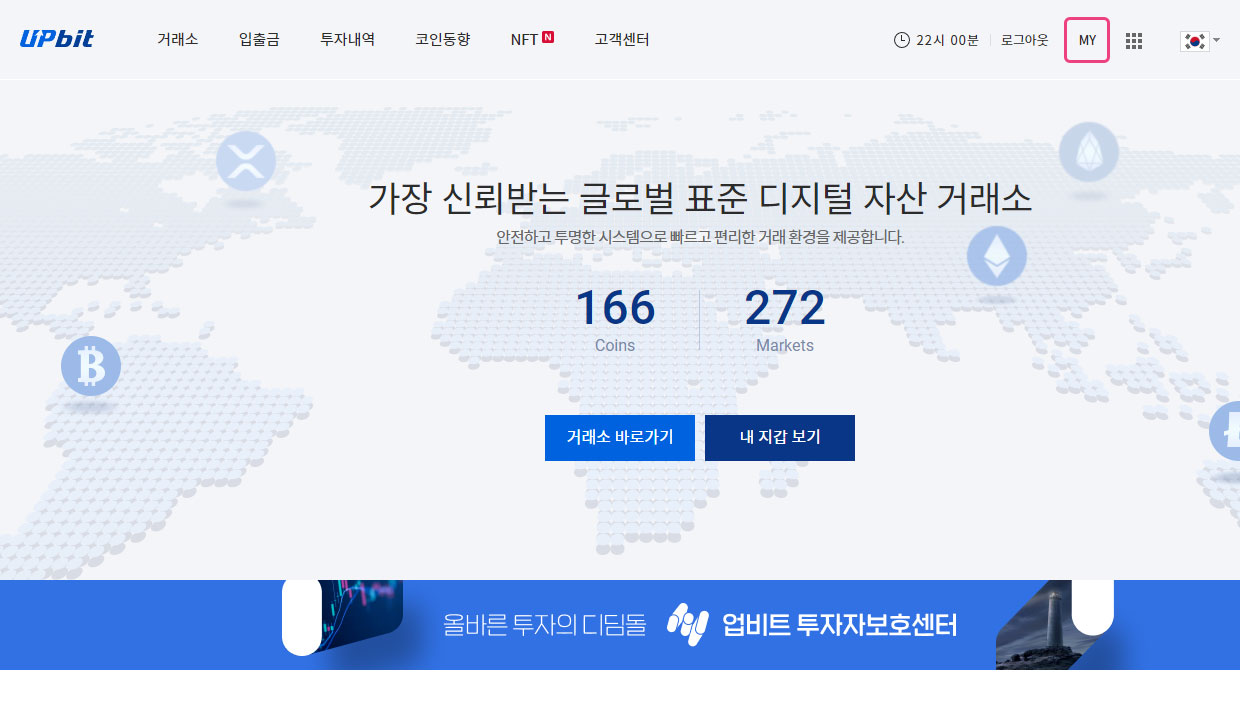 UPbit 거래소 입출금 투자내역 코인동향 NFT N 고객센터 22시 00분 로그아웃 MY
가장 신뢰받는 글로벌 표준 디지털 자산 거래소
안전하고 투명한 시스템으로 빠르고 편리한 거래 환경을 제공합니다.
166 272
Coins Markets
거래소 바로가기 내 지갑 보기
올바른 투자의 디딤돌 업비트 투자자보호센터